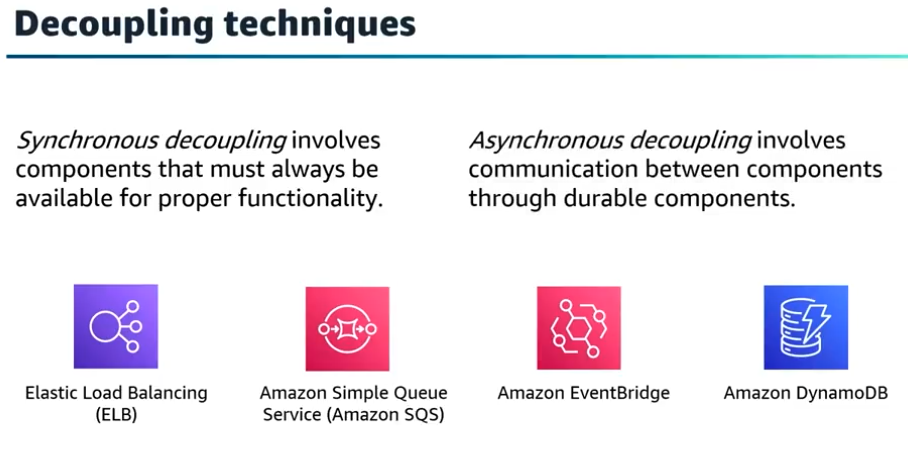 Decoupling techniques
Synchronous decoupling involves
components that must always be
available for proper functionality.
Asynchronous decoupling involves
communication between components
through durable components.
Elastic Load Balancing
(ELB)
Amazon Simple Queue
Service (Amazon SQS)
Amazon EventBridge
Amazon DynamoDB